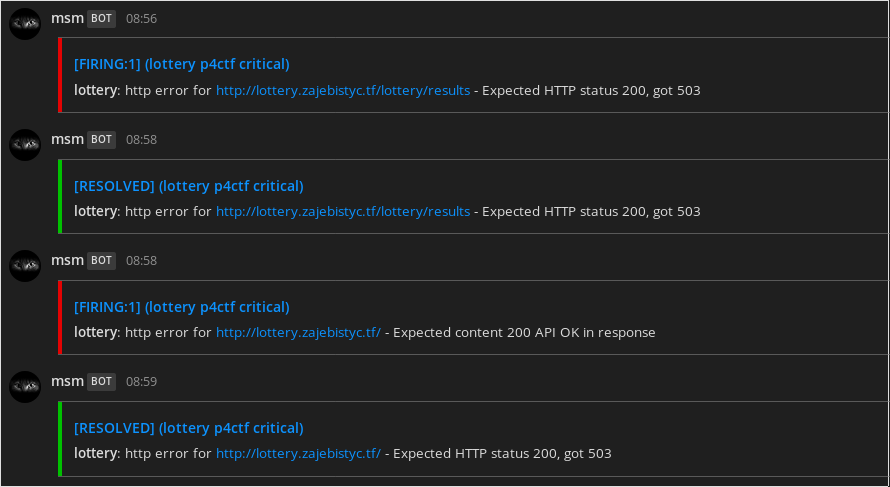 msm BOT 08:56
[FIRING:1] (lottery p4ctf critical)
lottery: http error for http://lottery.zajebistyc.tf/lottery/results - Expected HTTP status 200, got 503
msm BOT 08:58
[RESOLVED] (lottery p4ctf critical)
lottery: http error for http://lottery.zajebistyc.tf/lottery/results - Expected HTTP status 200, got 503
msm BOT 08:58
[FIRING:1] (lottery p4ctf critical)
lottery: http error for http://lottery.zajebistyc.tf/ - Expected content 200 API OK in response
msm BOT 08:59
[RESOLVED] (lottery p4ctf critical)
lottery: http error for http://lottery.zajebistyc.tf/ - Expected HTTP status 200, got 503